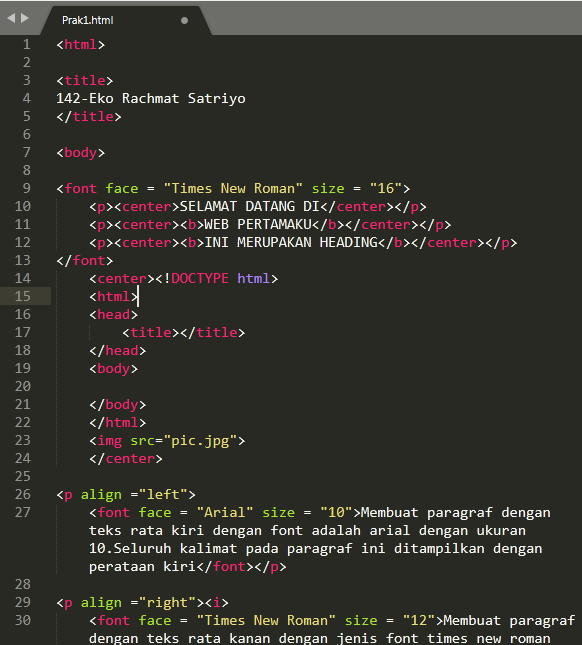 Prak1.html
1 <html>
2
3 <title>
4 142-Eko Rachmat Satriyo
5 </title>
6
7 <body>
8
9 <font face = "Times New Roman" size = "16">
10 <p><center>SELAMAT DATANG DI</center></p>
11 <p><center><b>WEB PERTAMAKU</b></center></p>
12 <p><center><b>INI MERUPAKAN HEADING</b></center></p>
13 </font>
14 <center><!DOCTYPE html>
15 <html>
16 <head>
17 <title></title>
18 </head>
19 <body>
20
21 </body>
22 </html>
23 <img src="pic.jpg">
24 </center>
25
26 <p align ="left">
27 <font face = "Arial" size = "10">Membuat paragraf dengan
teks rata kiri dengan font adalah arial dengan ukuran
10.Seluruh kalimat pada paragraf ini ditampilkan dengan
perataan kiri</font></p>
28
29 <p align ="right"><i>
30 <font face = "Times New Roman" size = "12">Membuat paragraf
dengan teks rata kanan dengan jenis font times new roman